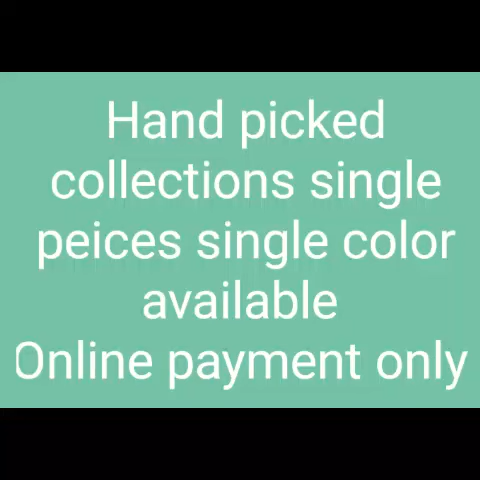 Hand picked
collections single
peices single color
available
Online payment only